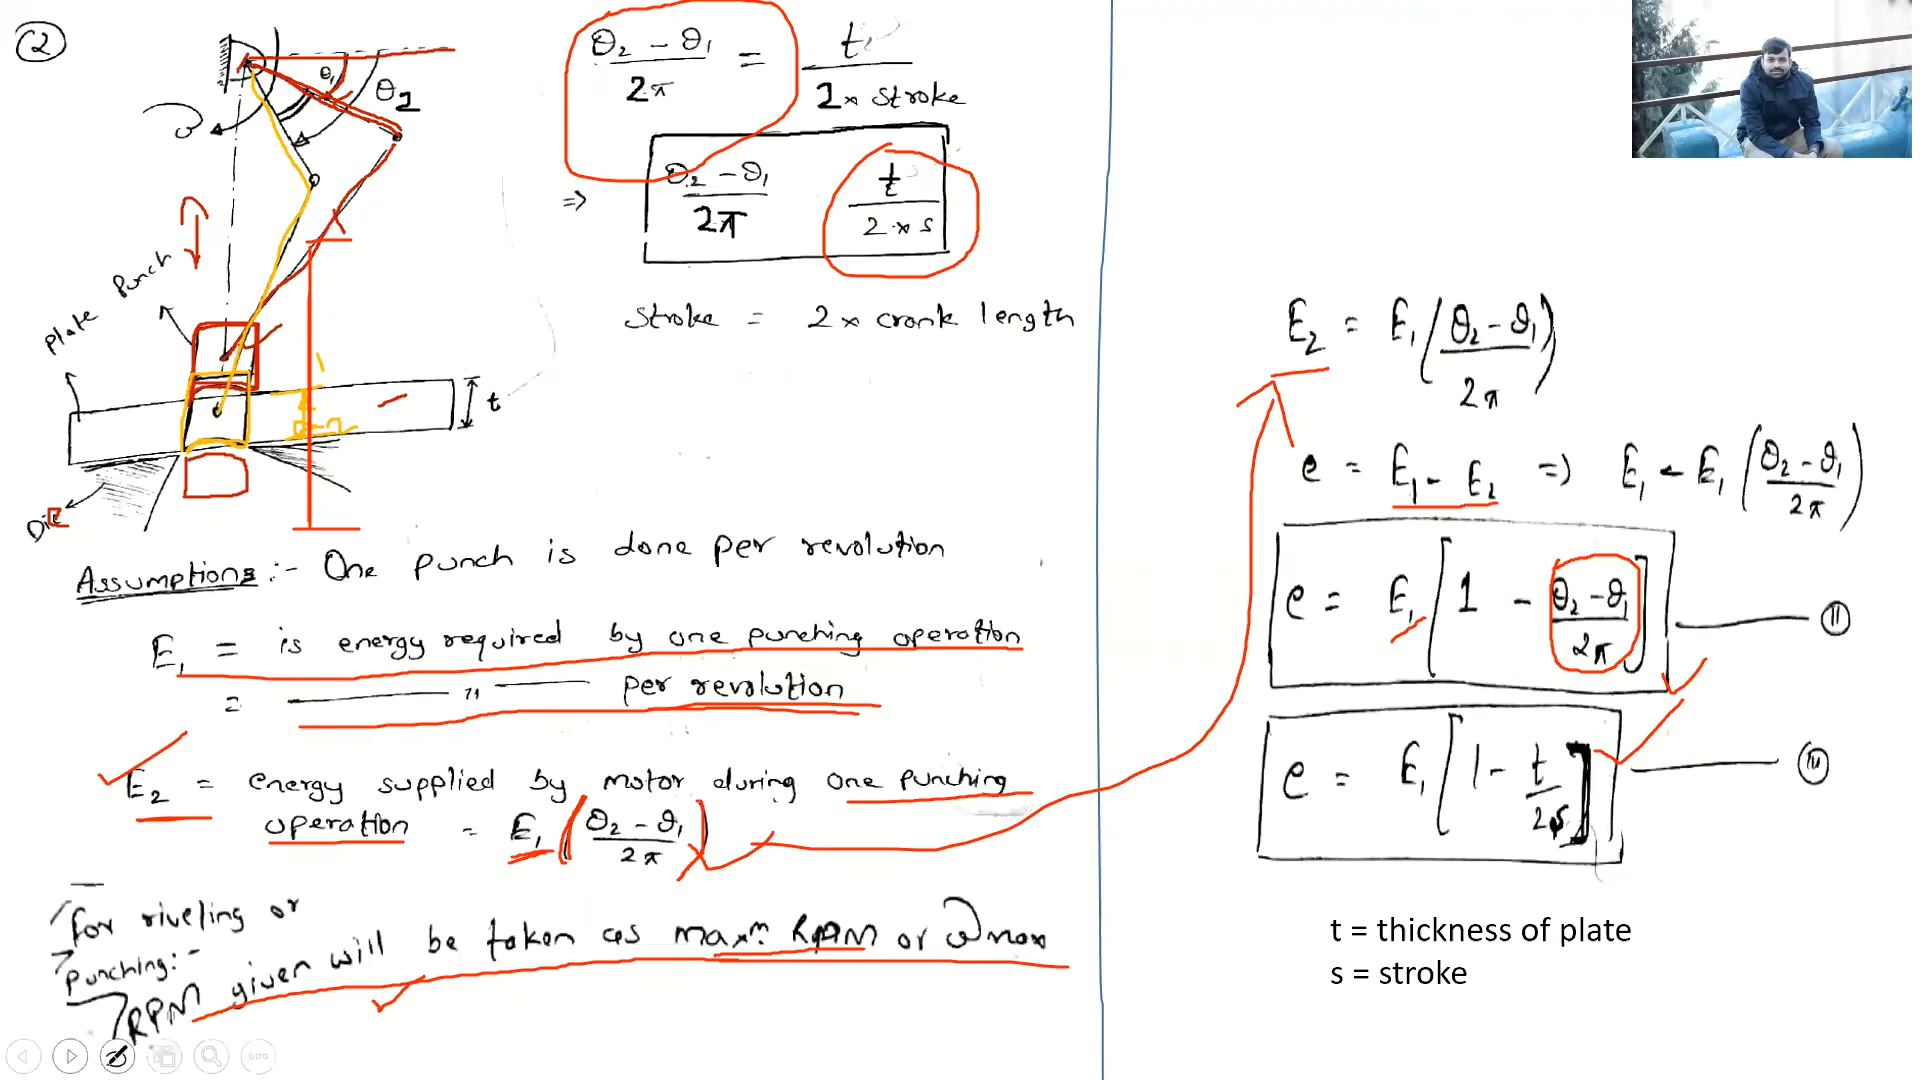 ②
θ₁
θ₂
ω
Punch
Plate
t
Die
θ₂ - θ₁ / 2π = t / 2 × stroke
⇒ θ₂ - θ₁ / 2π t / 2 × s
Stroke = 2 × crank length
Assumptions :- One punch is done per revolution
E₁ = is energy required by one punching operation
= —— " —— per revolution
E₂ = energy supplied by motor during one punching
operation = E₁ ( θ₂ - θ₁ / 2π )
for riveting or
punching:-
RPM given will be taken as maxm RPM or ωmax
E₂ = E₁ ( θ₂ - θ₁ / 2π )
e = E₁ - E₂ ⇒ E₁ - E₁ ( θ₂ - θ₁ / 2π )
e = E₁ [ 1 - θ₂ - θ₁ / 2π ] —— Ⓘⓘ
e = E₁ [ 1 - t / 2s ] ——
t = thickness of plate
s = stroke